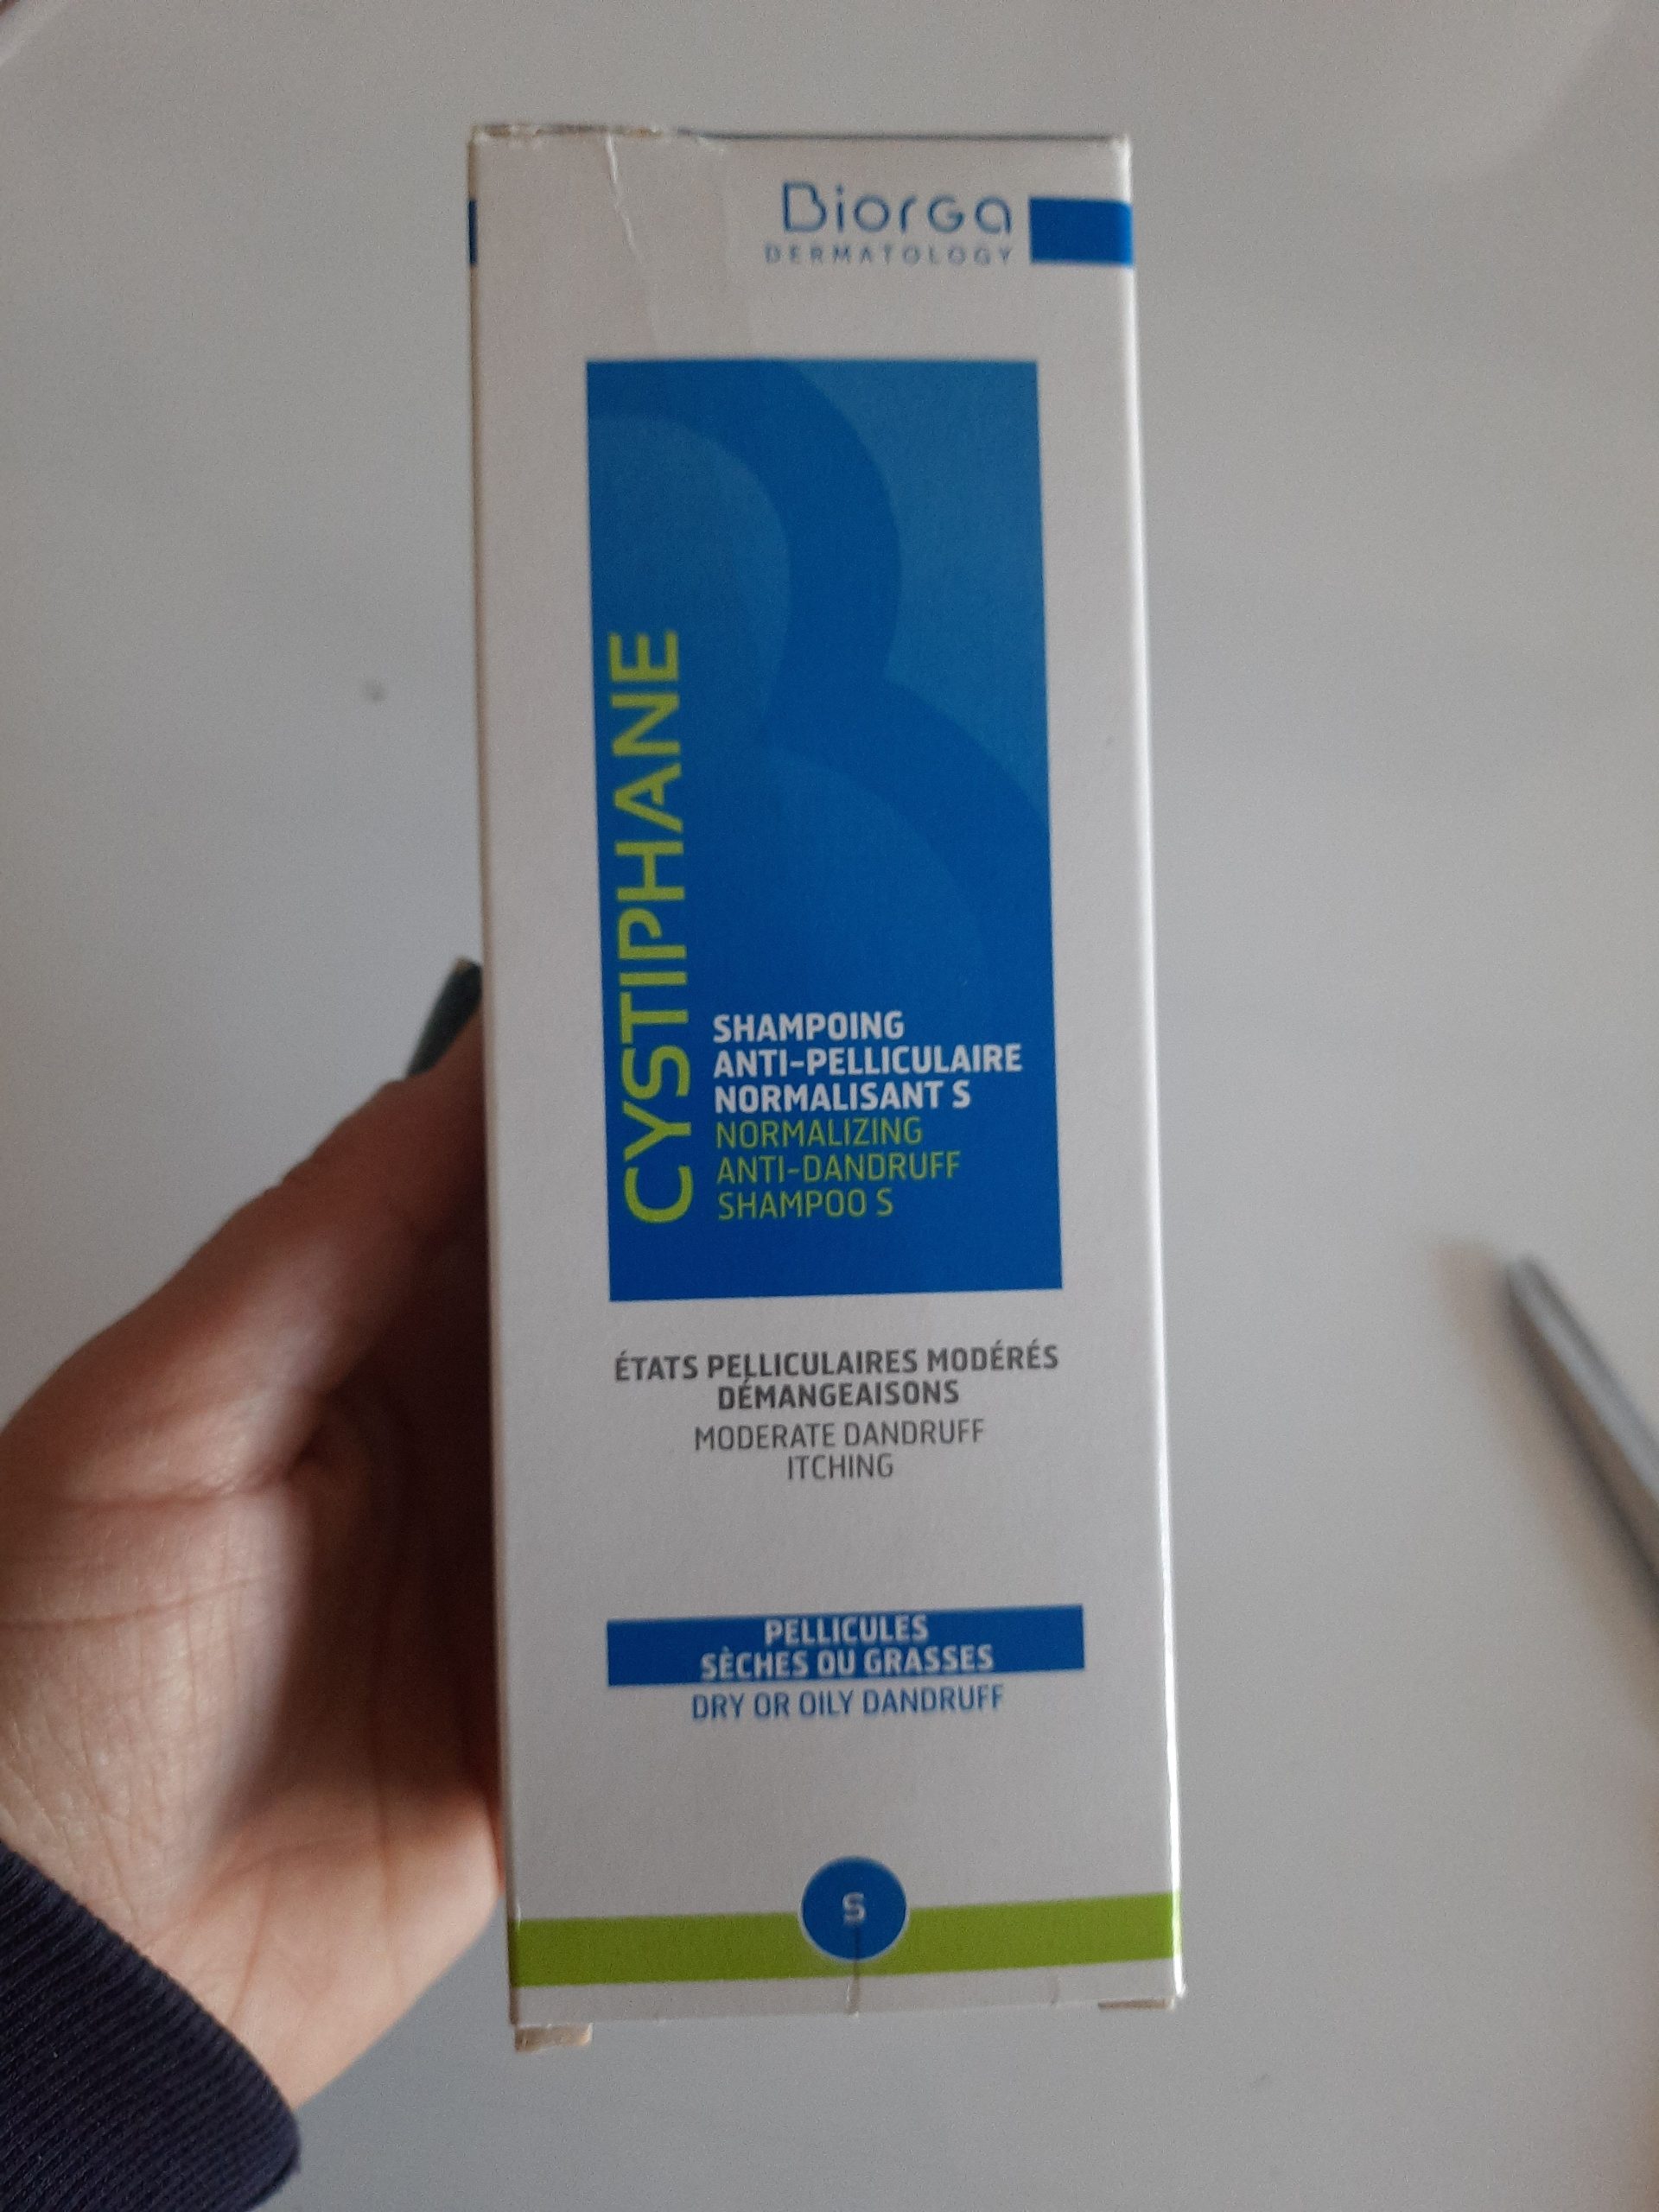 Biorga
DERMATOLOGY
CYSTIPHANE
SHAMPOING
ANTI-PELLICULAIRE
NORMALISANT S
NORMALIZING
ANTI-DANDRUFF
SHAMPOO S
ÉTATS PELLICULAIRES MODÉRÉS
DÉMANGEAISONS
MODERATE DANDRUFF
ITCHING
PELLICULES
SÈCHES OU GRASSES
DRY OR OILY DANDRUFF
S